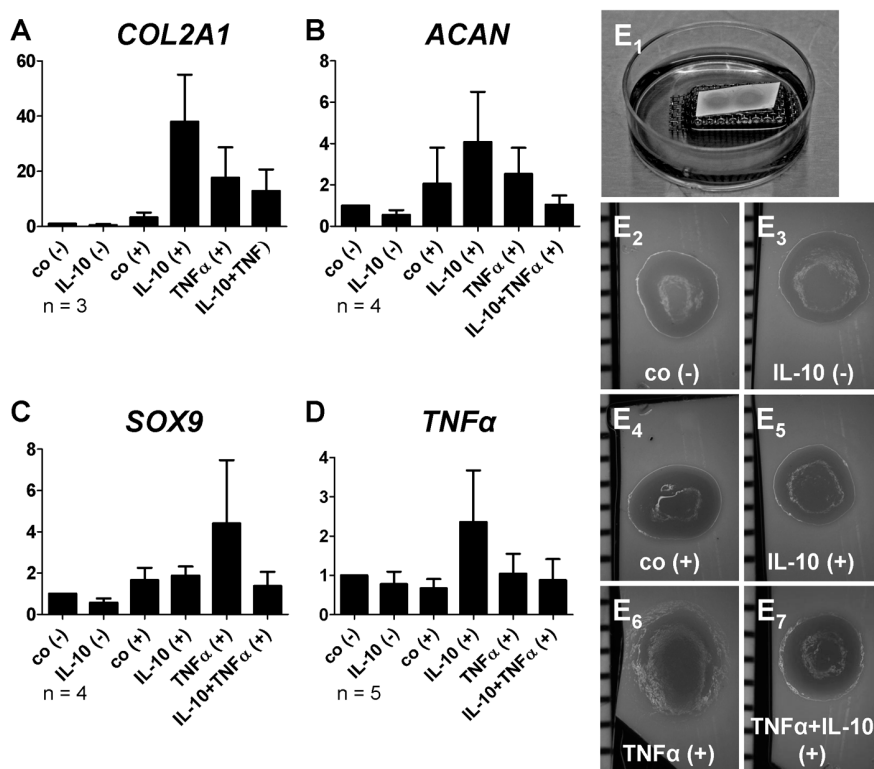 A COL2A1
60
40
20
0
co (-)
IL-10 (-)
co (+)
IL-10 (+)
TNFα (+)
IL-10+TNF)
n = 3
B ACAN
8
6
4
2
0
co (-)
IL-10 (-)
co (+)
IL-10 (+)
TNFα (+)
IL-10+TNFα (+)
n = 4
C SOX9
8
6
4
2
0
co (-)
IL-10 (-)
co (+)
IL-10 (+)
TNFα (+)
IL-10+TNFα (+)
n = 4
D TNFα
4
3
2
1
0
co (-)
IL-10 (-)
co (+)
IL-10 (+)
TNFα (+)
IL-10+TNFα (+)
n = 5
E1
E2
co (-)
E3
IL-10 (-)
E4
co (+)
E5
IL-10 (+)
E6
TNFα (+)
E7
TNFα+IL-10
(+)